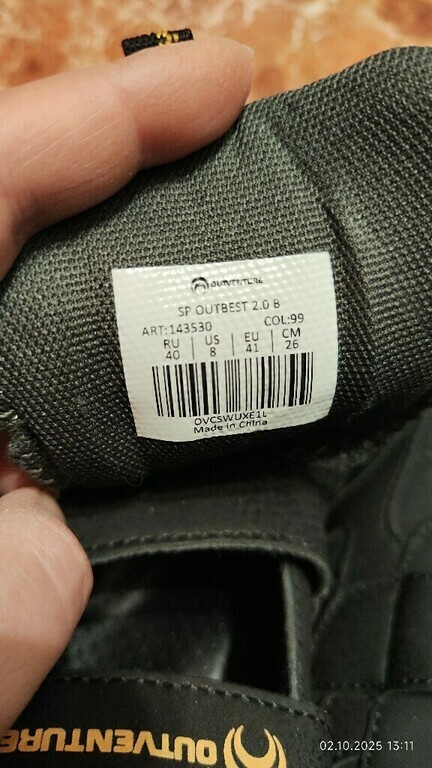 OUTVENTURE
SP OUTBEST 2.0 B
ART:143530 COL:99
RU | US | EU | CM
40 | 8 | 41 | 26
OVCSWUXE1L
Made in China
OUTVENTURE
02.10.2025 13:11